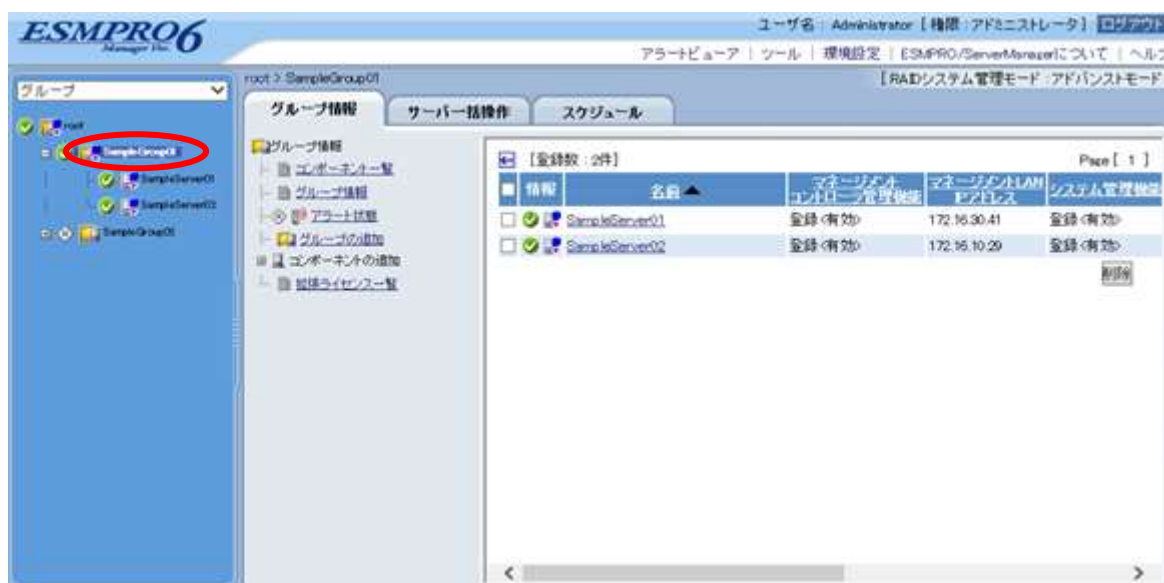 ESMPRO6
Manager Ver.
ユーザ名 : Administrator [ 権限 : アドミニストレータ ] ログアウト
アラートビューア | ツール | 環境設定 | ESMPRO/ServerManagerについて | ヘル
グループ
root > SampleGroup01
[ RAIDシステム管理モード : アドバンストモード
グループ情報
サーバ一括操作
スケジュール
root
SampleGroup01
SampleServer01
SampleServer02
グループ情報
コンポーネント一覧
グループ情報
アラート状態
グループの追加
コンポーネントの追加
拡張ライセンス一覧
[登録数 : 2件]
Page [ 1 ]
情報 名前 マネージメントコントローラ管理機能 マネージメントLAN IPアドレス システム管理機能
SampleServer01 登録<有効> 172.16.30.41 登録<有効>
SampleServer02 登録<有効> 172.16.10.29 登録<有効>
削除